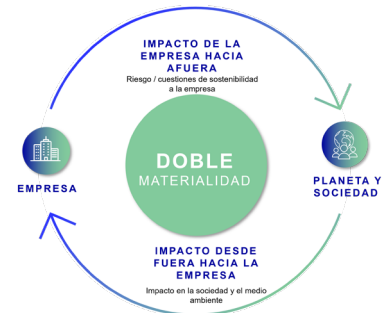 IMPACTO DE LA
EMPRESA HACIA
AFUERA
Riesgo / cuestiones de sostenibilidad
a la empresa
DOBLE
MATERIALIDAD
EMPRESA
PLANETA Y
SOCIEDAD
IMPACTO DESDE
FUERA HACIA LA
EMPRESA
Impacto en la sociedad y el medio
ambiente